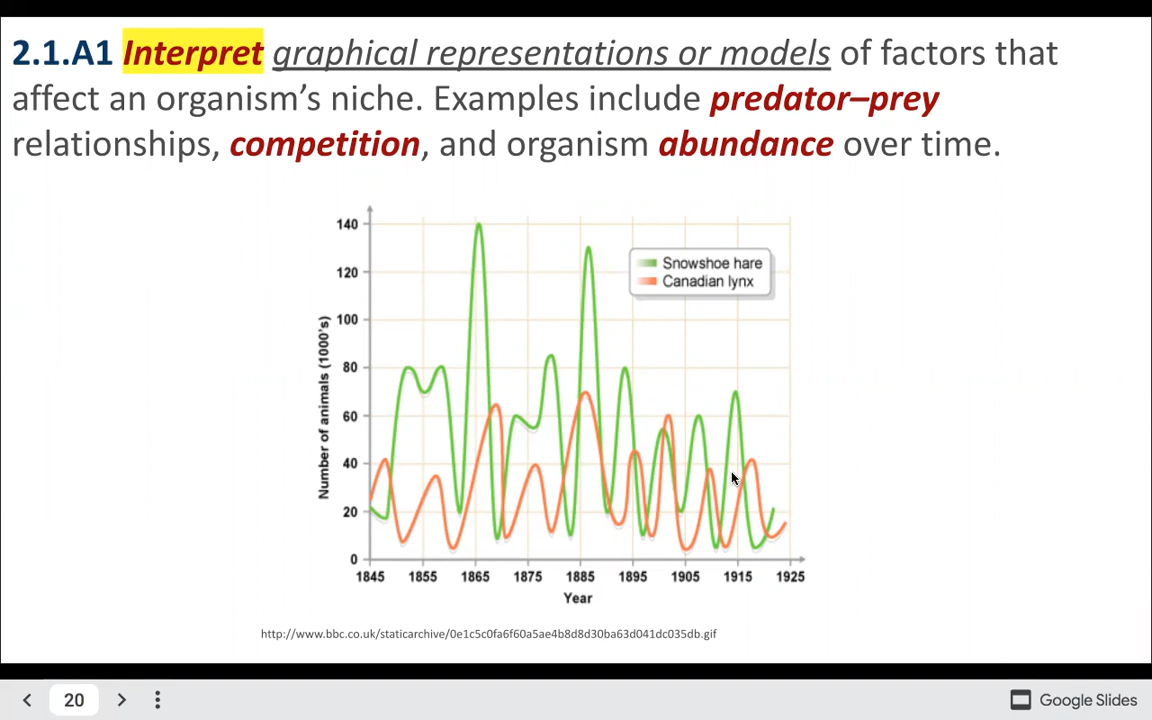 2.1.A1 Interpret graphical representations or models of factors that
affect an organism’s niche. Examples include predator–prey
relationships, competition, and organism abundance over time.
140
120
100
80
60
40
20
0
Number of animals (1000's)
Snowshoe hare
Canadian lynx
1845 1855 1865 1875 1885 1895 1905 1915 1925
Year
http://www.bbc.co.uk/staticarchive/0e1c5c0fa6f60a5ae4b8d8d30ba63d041dc035db.gif
20
Google Slides